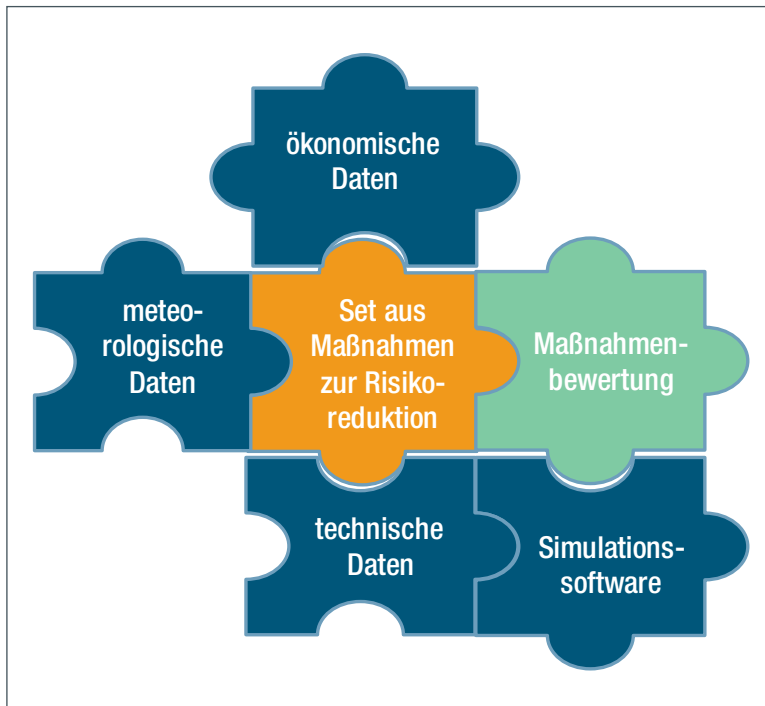 ökonomische
Daten
meteo-
rologische
Daten
Set aus
Maßnahmen
zur Risiko-
reduktion
Maßnahmen-
bewertung
technische
Daten
Simulations-
software